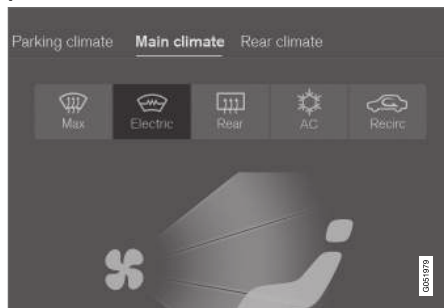 Parking climate Main climate Rear climate
Max Electric Rear AC Recirc
G051979